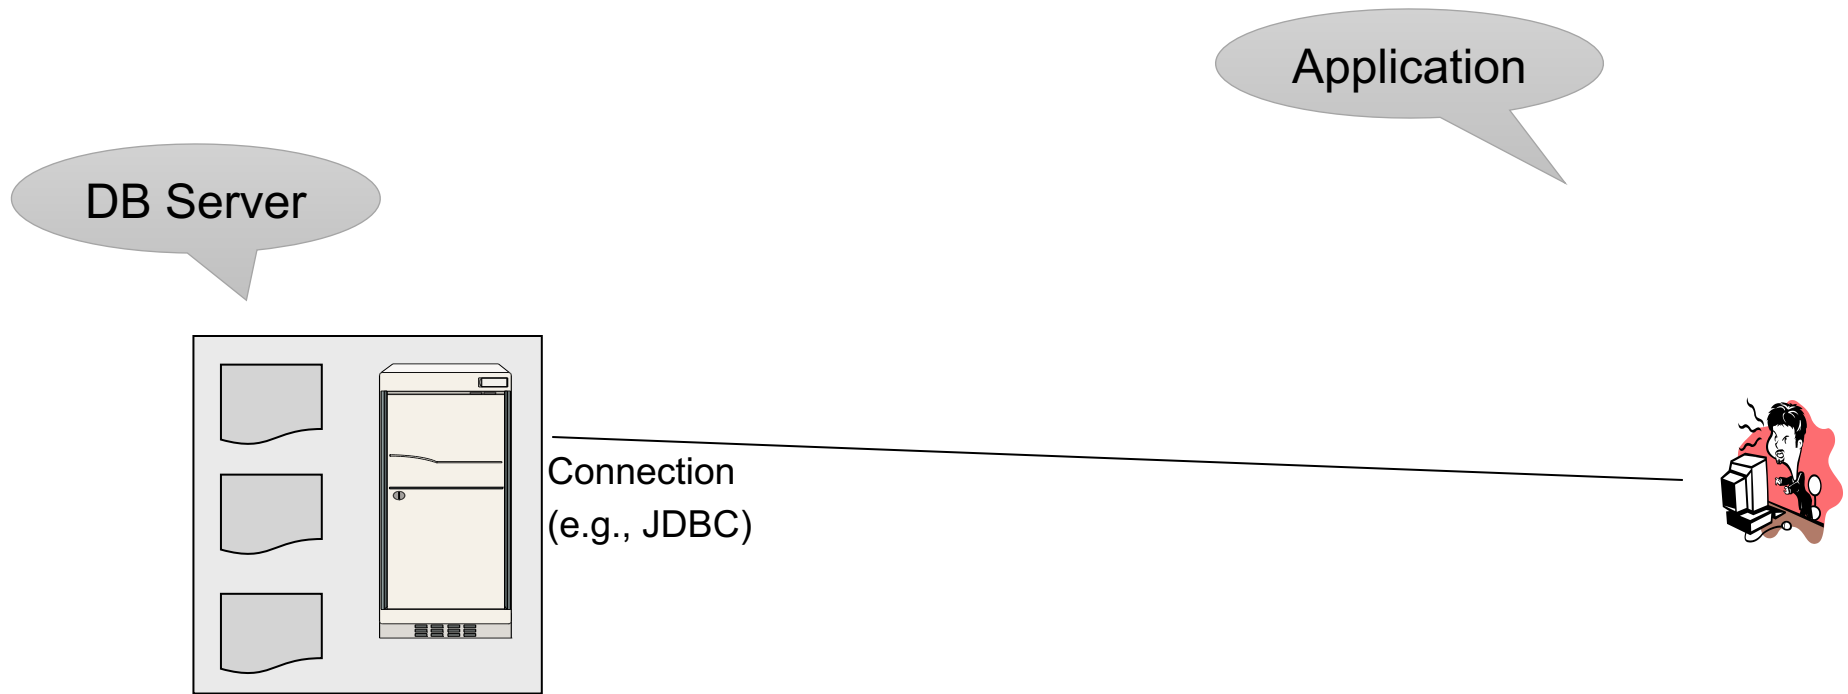 Application
DB Server
Connection
(e.g., JDBC)